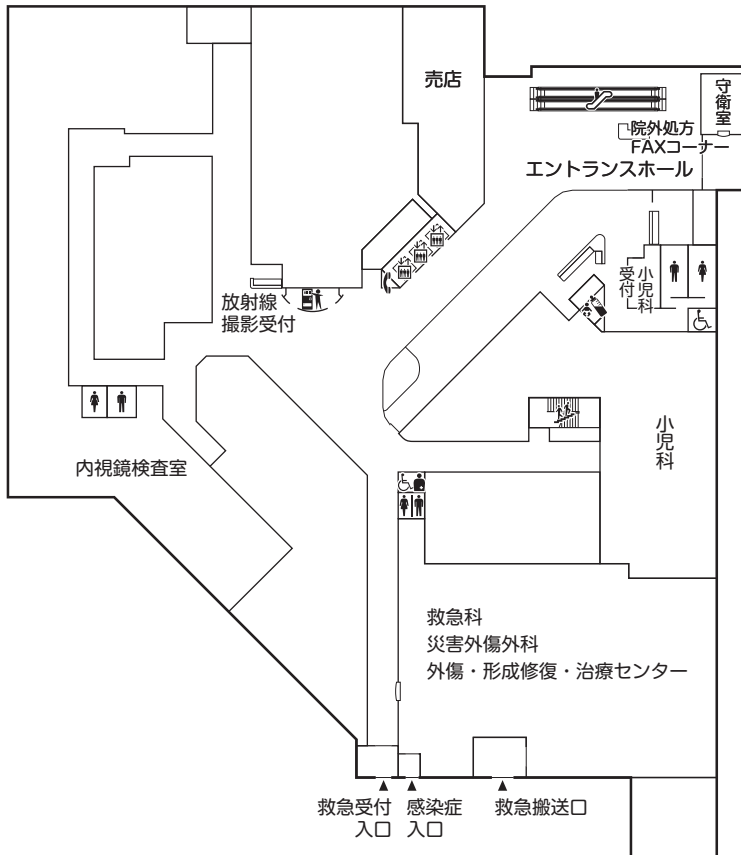 売店
守衛室
院外処方
FAXコーナー
エントランスホール
放射線
撮影受付
小児科
受付
小児科
内視鏡検査室
救急科
災害外傷外科
外傷・形成修復・治療センター
救急受付
入口
感染症
入口
救急搬送口